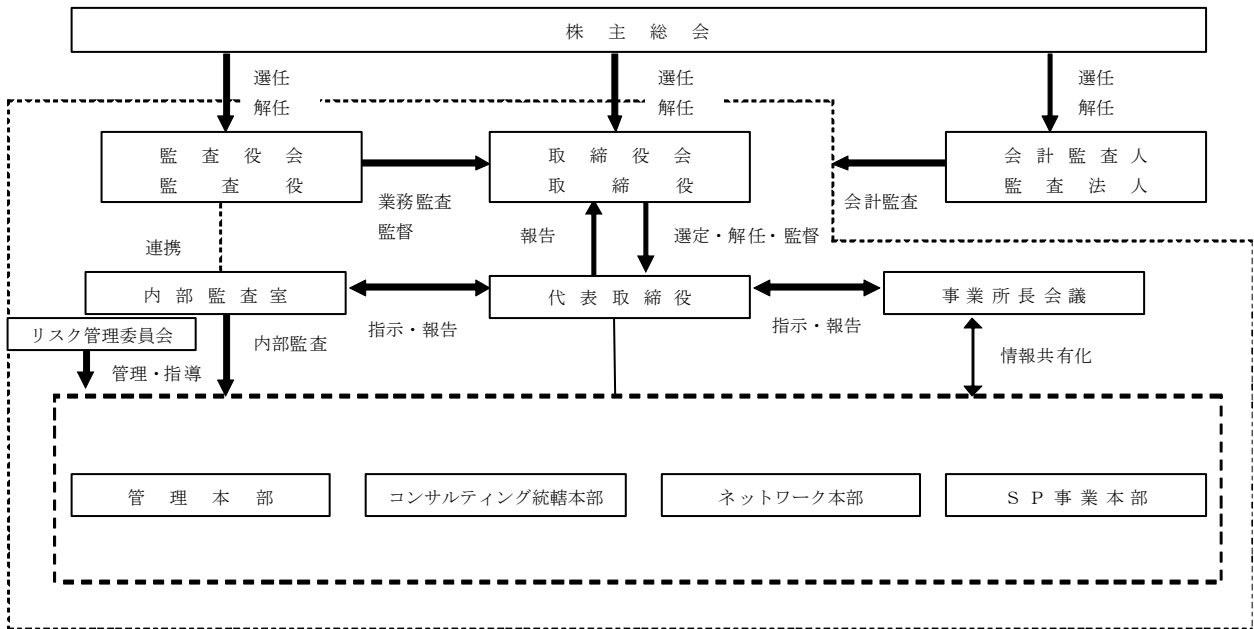 株主総会
選任
解任
選任
解任
選任
解任
監査役会
監査役
取締役会
取締役
会計監査人
監査法人
業務監査
監督
会計監査
連携
報告
選定・解任・監督
内部監査室
代表取締役
事業所長会議
指示・報告
指示・報告
リスク管理委員会
内部監査
情報共有化
管理・指導
管理本部
コンサルティング統轄本部
ネットワーク本部
SP事業本部